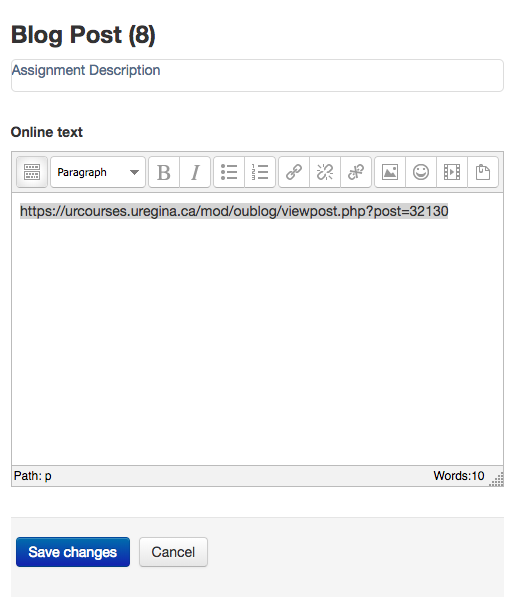 Blog Post (8)
Assignment Description
Online text
Paragraph B I
https://urcourses.uregina.ca/mod/oublog/viewpost.php?post=32130
Path: p Words:10
Save changes Cancel